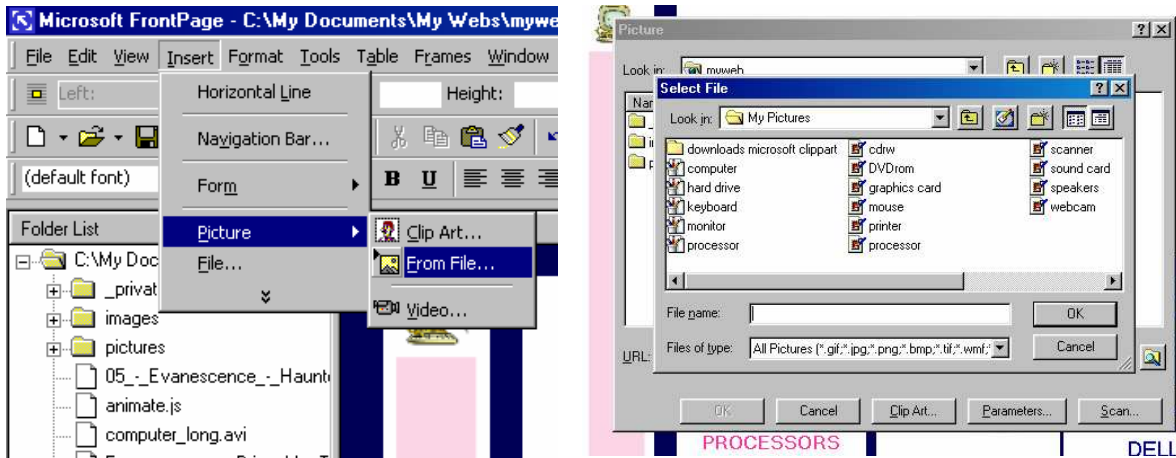 Microsoft FrontPage - C:\My Documents\My Webs\mywe
File Edit View Insert Format Tools Table Frames Window
Left:
Height:
(default font)
B U
Horizontal Line
Navigation Bar...
Form
Picture
File...
Clip Art...
From File...
Video...
Folder List
C:\My Doc
_privat
images
pictures
05_-_Evanescence_-_Haunt
animate.js
computer_long.avi
Picture
Look in: myweb
Select File
Look in: My Pictures
downloads microsoft clippart
computer
hard drive
keyboard
monitor
processor
cdrw
DVDrom
graphics card
mouse
printer
processor
scanner
sound card
speakers
webcam
File name:
OK
Files of type: All Pictures (*.gif;*.jpg;*.png;*.bmp;*.tif;*.wmf;*
Cancel
URL:
OK Cancel Clip Art... Parameters... Scan...
PROCESSORS
DELL